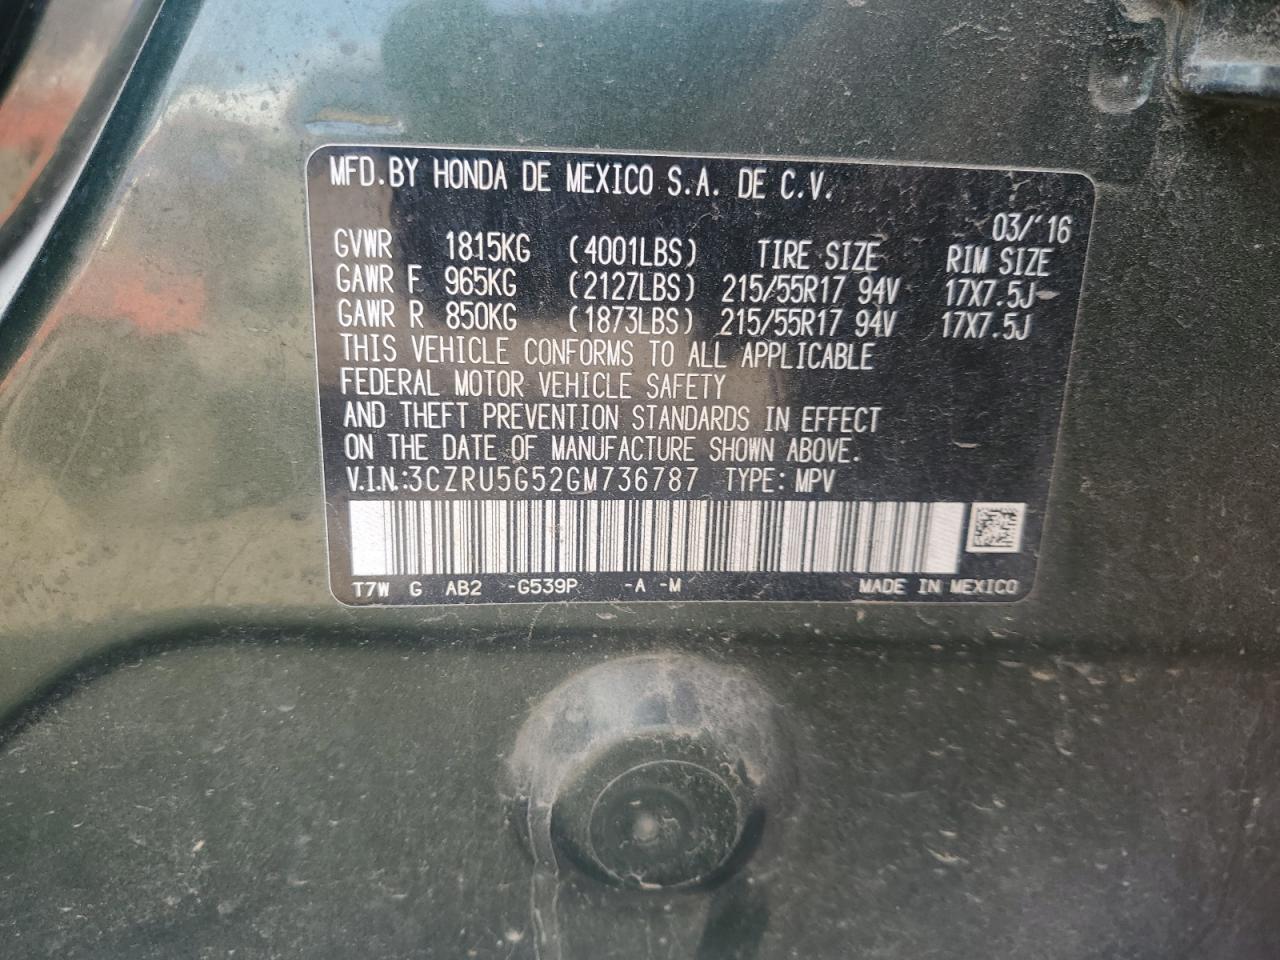 MFD.BY HONDA DE MEXICO S.A. DE C.V.
03/'16
GVWR 1815KG (4001LBS) TIRE SIZE RIM SIZE
GAWR F 965KG (2127LBS) 215/55R17 94V 17X7.5J
GAWR R 850KG (1873LBS) 215/55R17 94V 17X7.5J
THIS VEHICLE CONFORMS TO ALL APPLICABLE
FEDERAL MOTOR VEHICLE SAFETY
AND THEFT PREVENTION STANDARDS IN EFFECT
ON THE DATE OF MANUFACTURE SHOWN ABOVE.
V.I.N.:3CZRU5G52GM736787 TYPE: MPV
T7W G AB2 -G539P -A -M MADE IN MEXICO